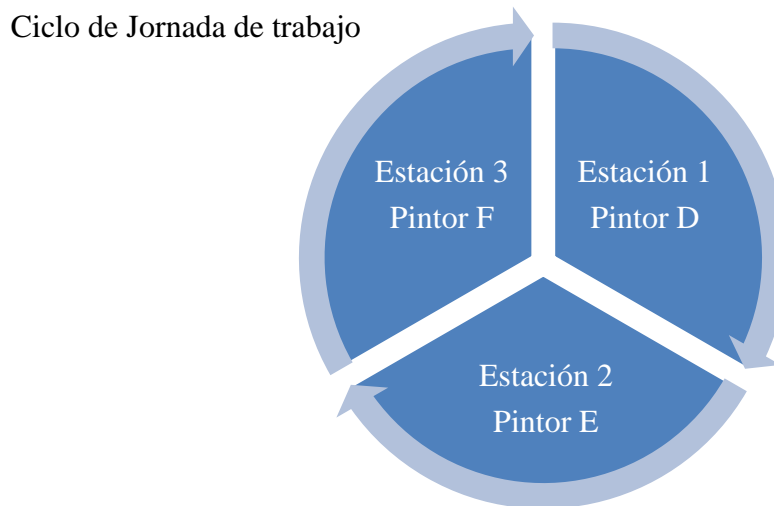 Ciclo de Jornada de trabajo
Estación 3
Pintor F
Estación 1
Pintor D
Estación 2
Pintor E